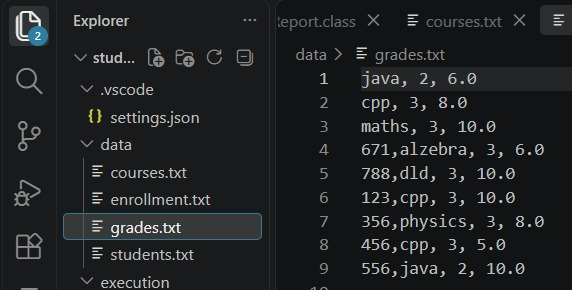 2
Explorer
stud...
.vscode
{} settings.json
data
courses.txt
enrollment.txt
grades.txt
students.txt
execution
Report.class
courses.txt
data > grades.txt
1 java, 2, 6.0
2 cpp, 3, 8.0
3 maths, 3, 10.0
4 671,alzebra, 3, 6.0
5 788,dld, 3, 10.0
6 123,cpp, 3, 10.0
7 356,physics, 3, 8.0
8 456,cpp, 3, 5.0
9 556,java, 2, 10.0
10